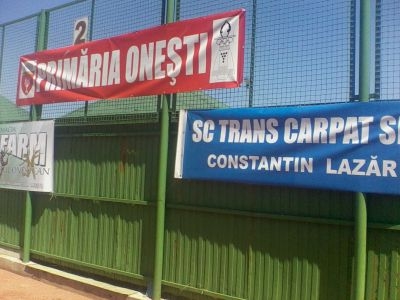 2
PRIMĂRIA ONEȘTI
SC TRANS CARPAT
CONSTANTIN LAZĂR
FARM